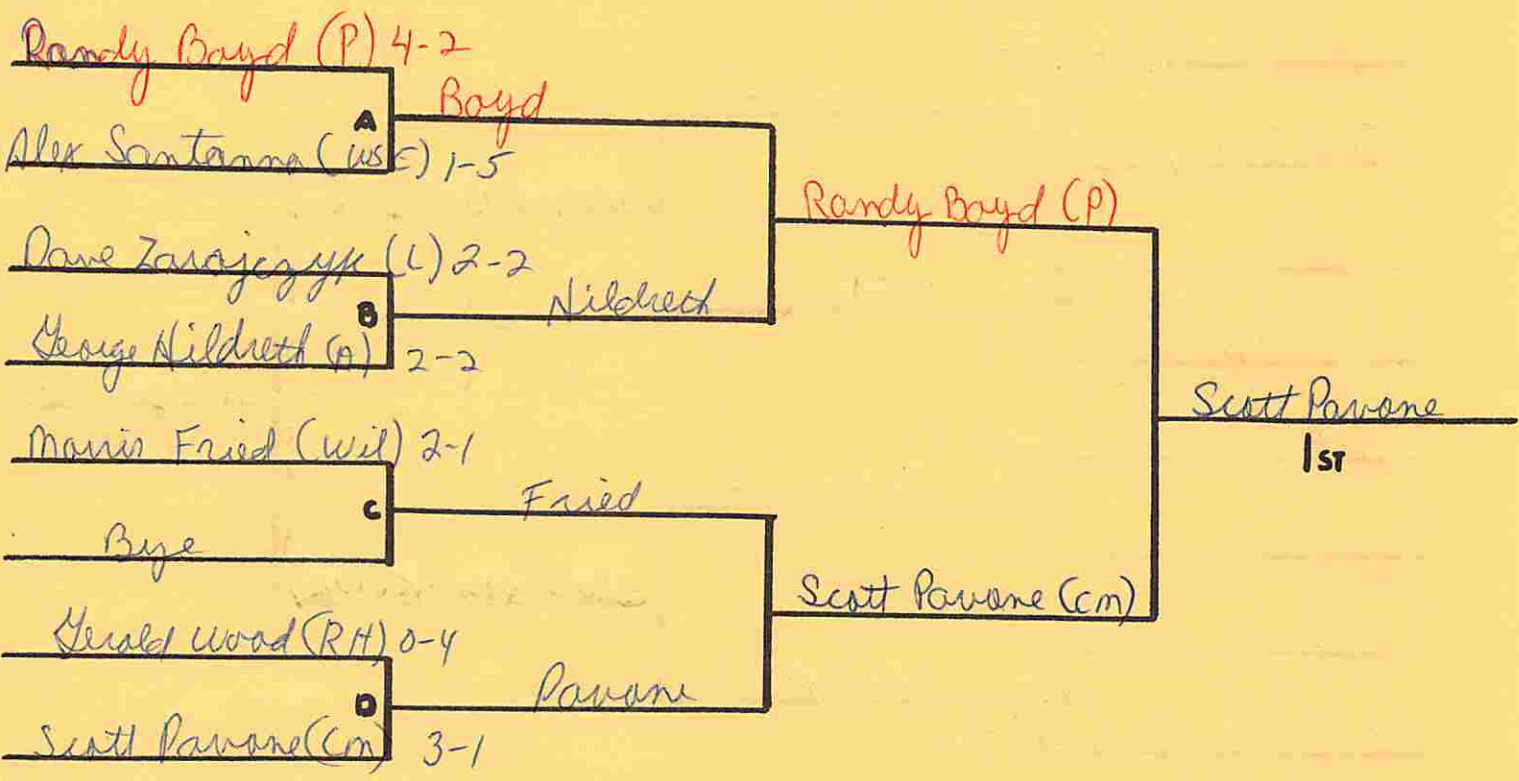 Randy Boyd (P) 4-2
A Boyd
Alex Santanna (WSE) 1-5
Randy Boyd (P)
Dave Zarajczyk (L) 2-2
B Hildreth
George Hildreth (A) 2-2
Scott Pavone
1ST
Morris Fried (Wil) 2-1
C Fried
Bye
Scott Pavone (CM)
Gerald Wood (RH) 0-4
D Pavone
Scott Pavone (CM) 3-1